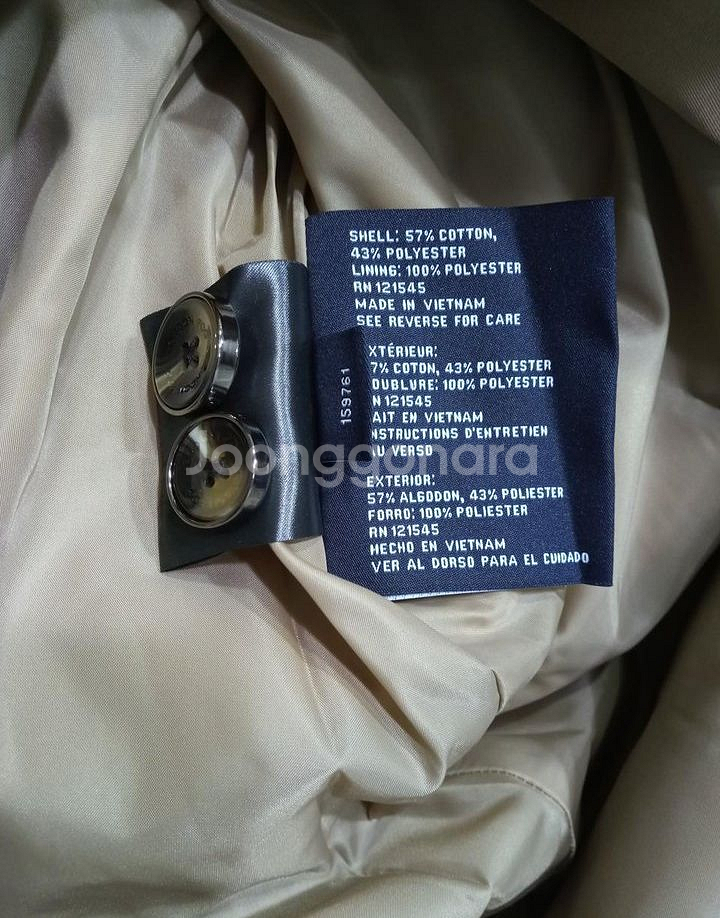 SHELL: 57% COTTON,
43% POLYESTER
LINING: 100% POLYESTER
RN 121545
MADE IN VIETNAM
SEE REVERSE FOR CARE
XTÉRIEUR:
7% COTON, 43% POLYESTER
OUBLURE: 100% POLYESTER
N 121545
AIT EN VIETNAM
NSTRUCTIONS D'ENTRETIEN
U VERSO
159761
EXTERIOR:
57% ALGODON, 43% POLIESTER
FORRO: 100% POLIESTER
RN 121545
HECHO EN VIETNAM
VER AL DORSO PARA EL CUIDADO
Joonggonara